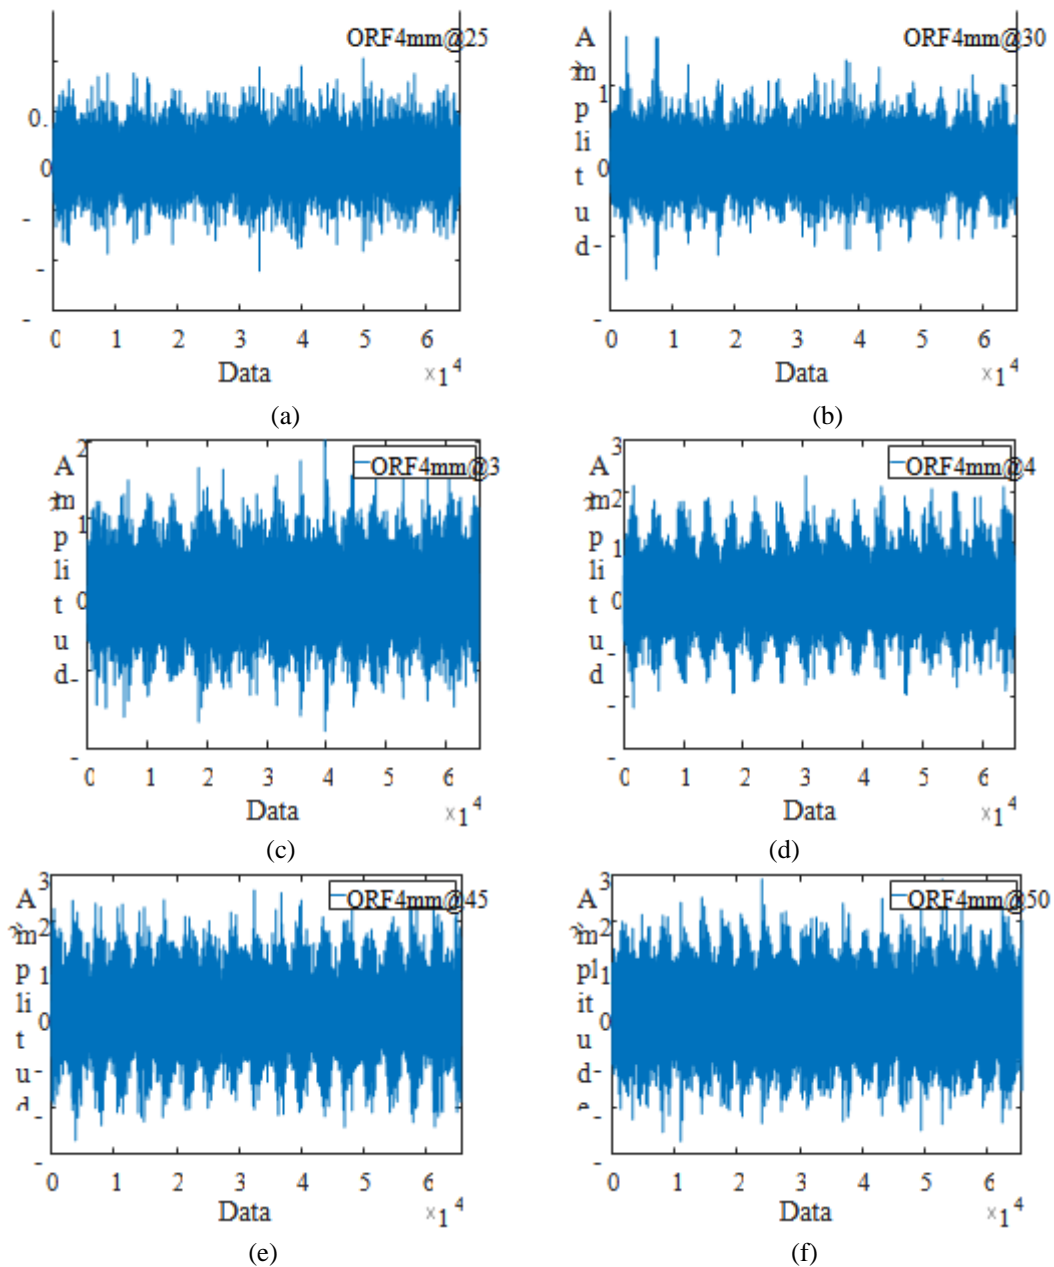 ORF4mm@25
0.
0
-
-
-
0 1 2 3 4 5 6
Data ×1 4
(a)
ORF4mm@30
A
m
p
li
t
u
d
1
0
-
-
0 1 2 3 4 5 6
Data ×1 4
(b)
ORF4mm@3
A
m
p
li
t
u
d
2
1
0
-
-
0 1 2 3 4 5 6
Data ×1 4
(c)
ORF4mm@4
A
m
p
li
t
u
d
3
2
1
0
-
-
-
0 1 2 3 4 5 6
Data ×1 4
(d)
ORF4mm@45
A
m
p
li
t
u
3
2
1
0
-
-
-
0 1 2 3 4 5 6
Data ×1 4
(e)
ORF4mm@50
A
m
pl
it
u
d
3
2
1
0
-
-
-
0 1 2 3 4 5 6
Data ×1 4
(f)